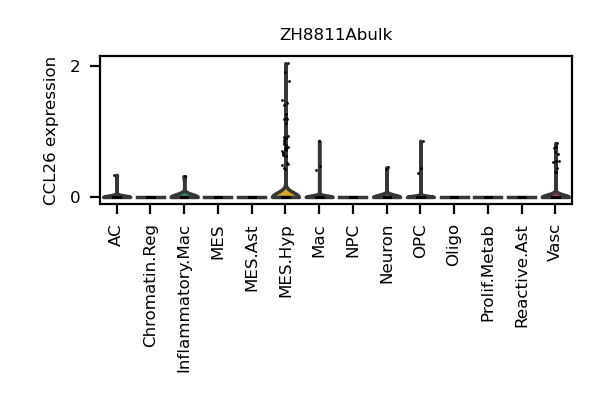 ZH8811Abulk
CCL26 expression
2
0
AC
Chromatin.Reg
Inflammatory.Mac
MES
MES.Ast
MES.Hyp
Mac
NPC
Neuron
OPC
Oligo
Prolif.Metab
Reactive.Ast
Vasc